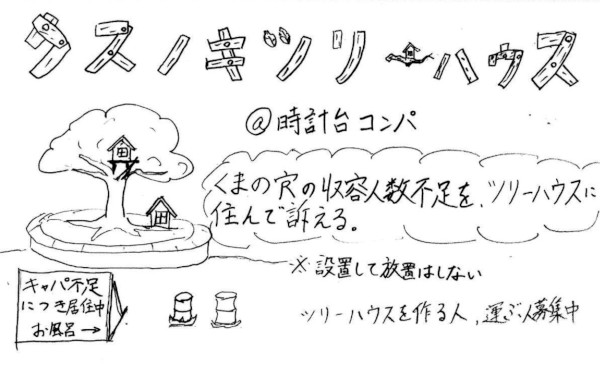 クスノキツリーハウス
@時計台コンパ
くまの穴の収容人数不足を、ツリーハウスに
住んで訴える。
※設置して放置はしない
キャパ不足
につき居住中
お風呂→
ツリーハウスを作る人、運ぶ人募集中